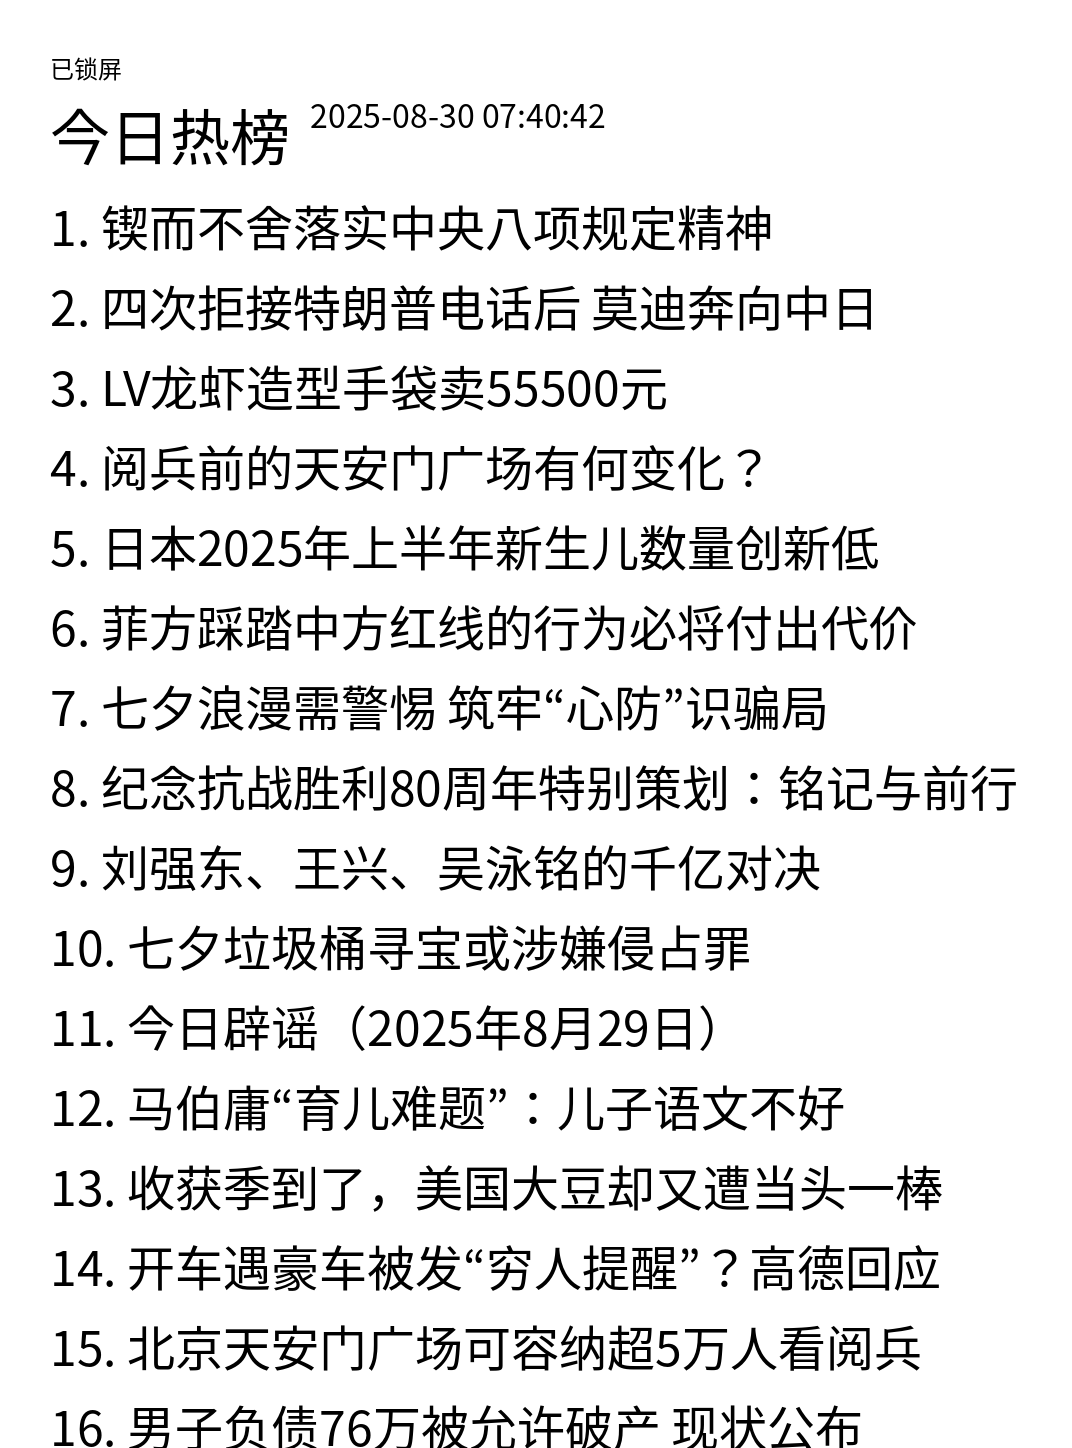 已锁屏
今日热榜 2025-08-30 07:40:42
1. 锲而不舍落实中央八项规定精神
2. 四次拒接特朗普电话后 莫迪奔向中日
3. LV龙虾造型手袋卖55500元
4. 阅兵前的天安门广场有何变化？
5. 日本2025年上半年新生儿数量创新低
6. 菲方踩踏中方红线的行为必将付出代价
7. 七夕浪漫需警惕 筑牢“心防”识骗局
8. 纪念抗战胜利80周年特别策划：铭记与前行
9. 刘强东、王兴、吴泳铭的千亿对决
10. 七夕垃圾桶寻宝或涉嫌侵占罪
11. 今日辟谣（2025年8月29日）
12. 马伯庸“育儿难题”：儿子语文不好
13. 收获季到了，美国大豆却又遭当头一棒
14. 开车遇豪车被发“穷人提醒”？高德回应
15. 北京天安门广场可容纳超5万人看阅兵
16. 男子负债76万被允许破产 现状公布